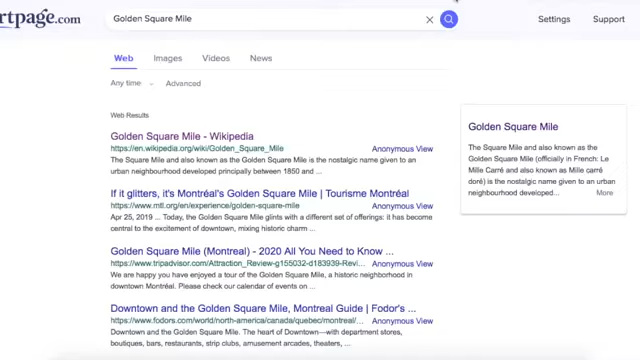 rtpage.com
Golden Square Mile
Settings
Support
Web
Images
Videos
News
Any time
Advanced
Web Results
Golden Square Mile - Wikipedia
https://en.wikipedia.org/wiki/Golden_Square_Mile
Anonymous View
The Square Mile and also known as the Golden Square Mile is the nostalgic name given to an
urban neighbourhood developed principally between 1850 and ...
If it glitters, it's Montréal's Golden Square Mile | Tourisme Montréal
https://www.mtl.org/en/experience/golden-square-mile
Anonymous View
Apr 25, 2019 ... Today, the Golden Square Mile glints with a different set of offerings: it has become
central to the excitement of downtown, mixing historic charm ...
Golden Square Mile (Montreal) - 2020 All You Need to Know ...
https://www.tripadvisor.com/Attraction_Review-g155032-d183939-Revi...
Anonymous View
We are happy you have enjoyed a tour of the Golden Square Mile, a historic neighborhood in
downtown Montréal. Please check our calendar of events on ...
Downtown and the Golden Square Mile, Montreal Guide | Fodor's ...
https://www.fodors.com/world/north-america/canada/quebec/montreal/...
Anonymous View
Downtown and the Golden Square Mile. The heart of Downtown—with department stores,
boutiques, bars, restaurants, strip clubs, amusement arcades, theaters, ...
Golden Square Mile
The Square Mile and also known as the
Golden Square Mile (officially in French: Le
Mille Carré and also known as Mille carré
doré) is the nostalgic name given to an urban
neighbourhood developed...
More